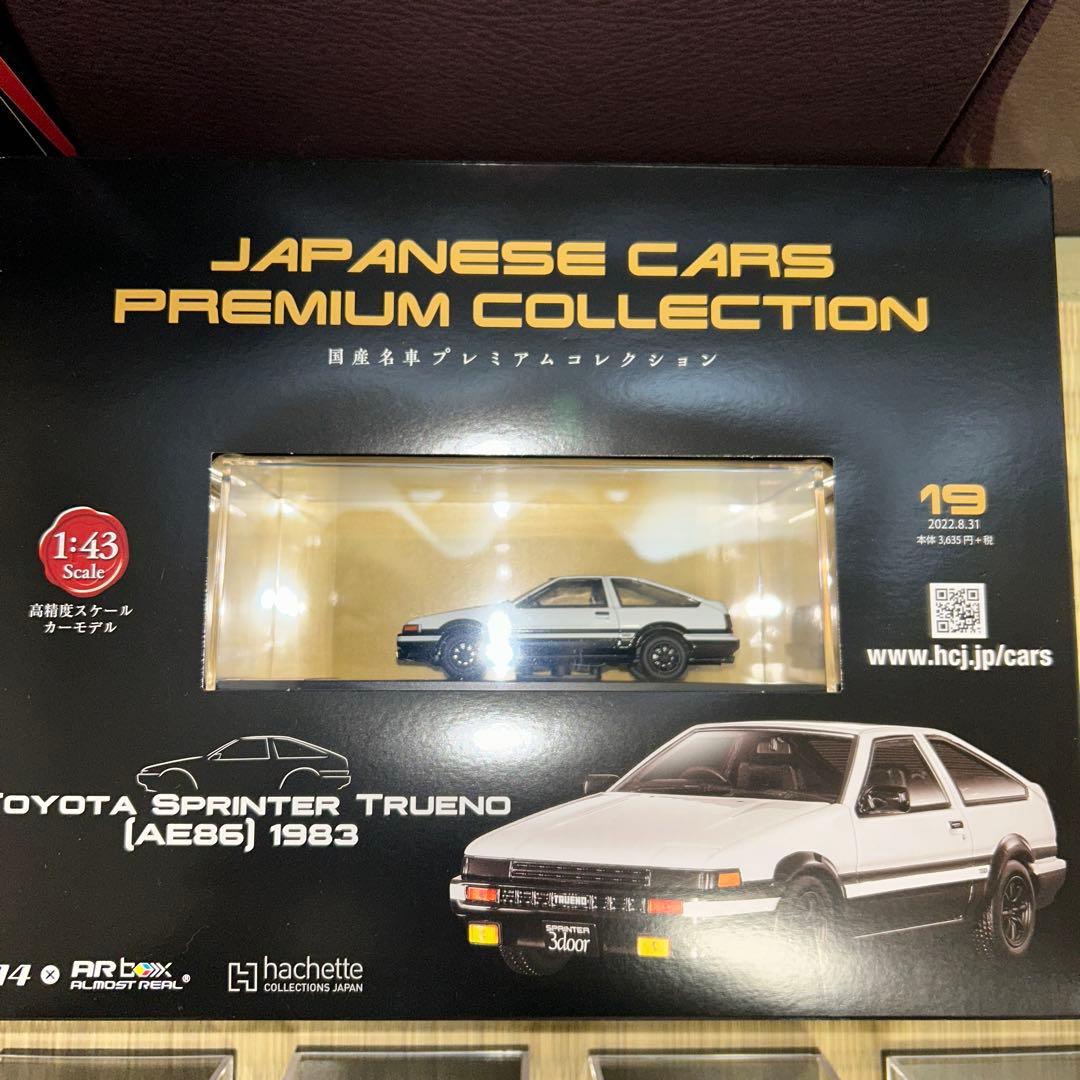 JAPANESE CARS
PREMIUM COLLECTION
国産名車プレミアムコレクション
1:43
Scale
高精度スケール
カーモデル
19
2022.8.31
本体 3,635円+税
www.hcj.jp/cars
TOYOTA SPRINTER TRUENO
(AE86) 1983
TRUENO
SPRINTER
3door
14 × ARbox
ALMOST REAL®
hachette
COLLECTIONS JAPAN